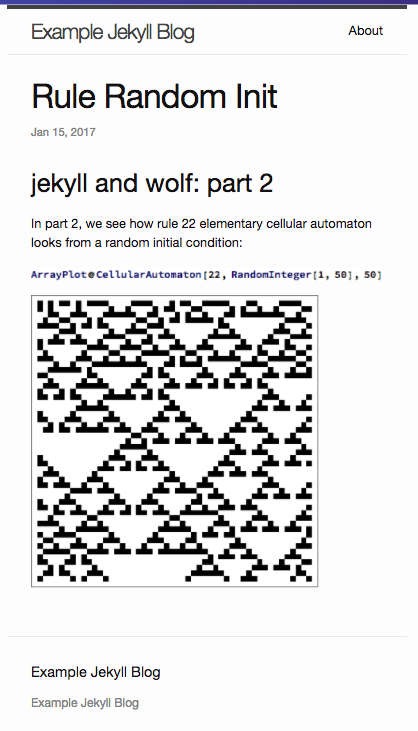 Example Jekyll Blog
About
Rule Random Init
Jan 15, 2017
jekyll and wolf: part 2
In part 2, we see how rule 22 elementary cellular automaton
looks from a random initial condition:
ArrayPlot@CellularAutomaton[22, RandomInteger[1, 50], 50]
Example Jekyll Blog
Example Jekyll Blog